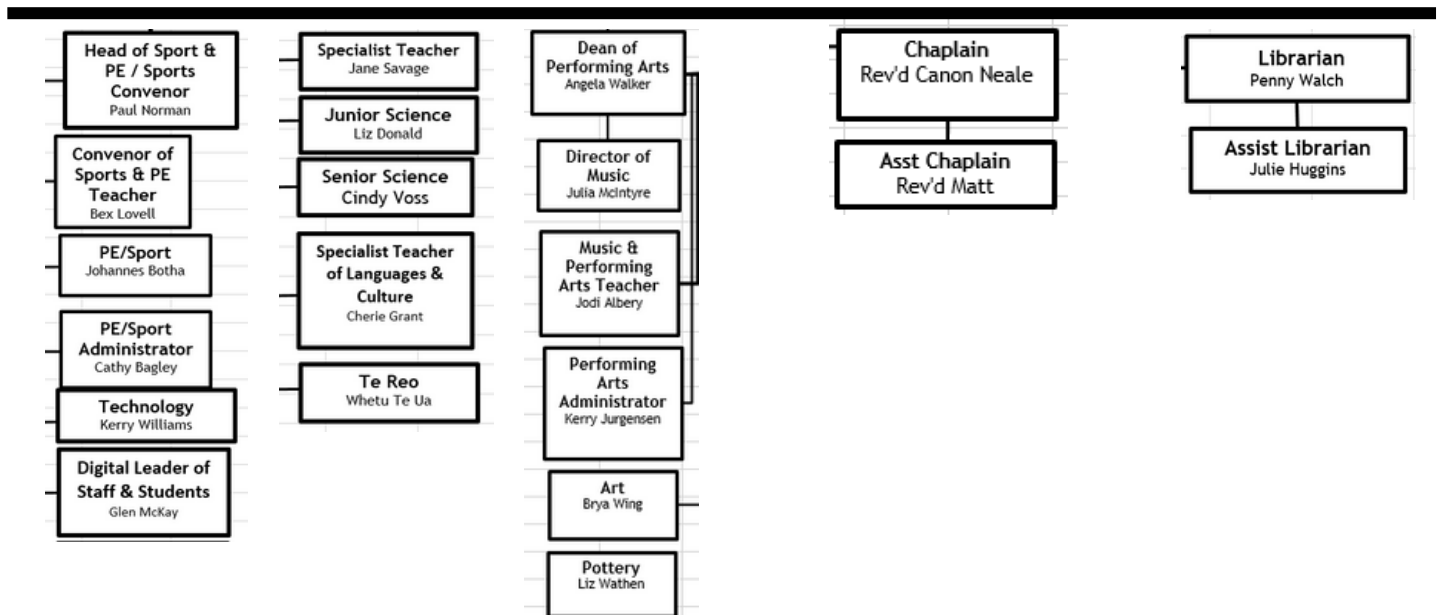 Head of Sport &
PE / Sports
Convenor
Paul Norman
Convenor of
Sports & PE
Teacher
Bex Lovell
PE/Sport
Johannes Botha
PE/Sport
Administrator
Cathy Bagley
Technology
Kerry Williams
Digital Leader of
Staff & Students
Glen McKay
Specialist Teacher
Jane Savage
Junior Science
Liz Donald
Senior Science
Cindy Voss
Specialist Teacher
of Languages &
Culture
Cherie Grant
Te Reo
Whetu Te Ua
Dean of
Performing Arts
Angela Walker
Director of
Music
Julia McIntyre
Music &
Performing
Arts Teacher
Jodi Albery
Performing
Arts
Administrator
Kerry Jurgensen
Art
Brya Wing
Pottery
Liz Wathen
Chaplain
Rev'd Canon Neale
Asst Chaplain
Rev'd Matt
Librarian
Penny Walch
Assist Librarian
Julie Huggins